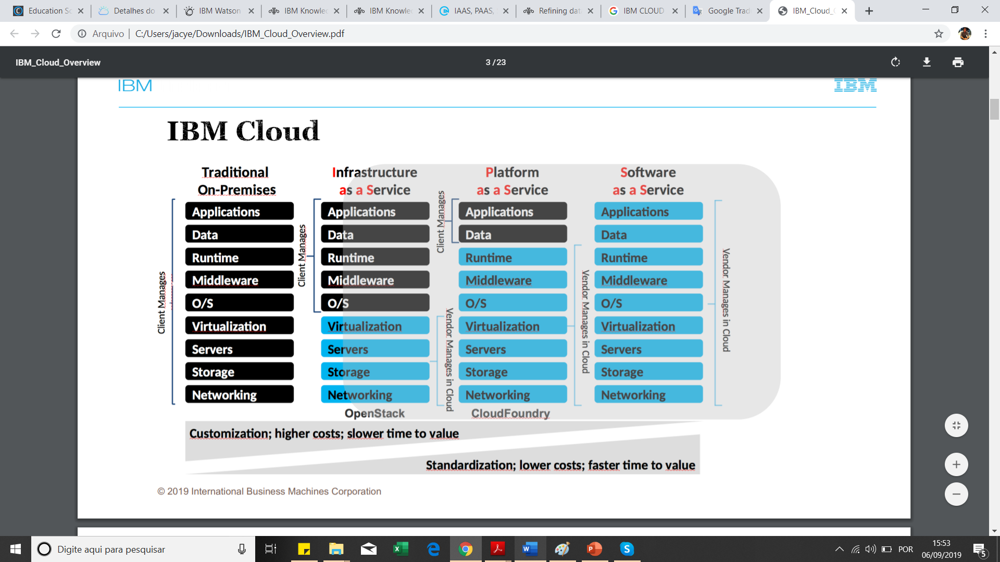 Education Sc
Detalhes do
IBM Watson
IBM Knowled
IBM Knowled
IAAS, PAAS,
Refining dat
IBM CLOUD
Google Trad
IBM_Cloud_
Arquivo
C:/Users/jacye/Downloads/IBM_Cloud_Overview.pdf
IBM_Cloud_Overview
3 / 23
IBM
IBM
IBM Cloud
Traditional
On-Premises
Client Manages
Applications
Data
Runtime
Middleware
O/S
Virtualization
Servers
Storage
Networking
Infrastructure
as a Service
Client Manages
Applications
Data
Runtime
Middleware
O/S
Virtualization
Servers
Storage
Networking
Vendor Manages in Cloud
OpenStack
Platform
as a Service
Client Manages
Applications
Data
Runtime
Middleware
O/S
Virtualization
Servers
Storage
Networking
Vendor Manages in Cloud
CloudFoundry
Software
as a Service
Applications
Data
Runtime
Middleware
O/S
Virtualization
Servers
Storage
Networking
Vendor Manages in Cloud
Customization; higher costs; slower time to value
Standardization; lower costs; faster time to value
© 2019 International Business Machines Corporation
Digite aqui para pesquisar
POR
15:53
06/09/2019
5